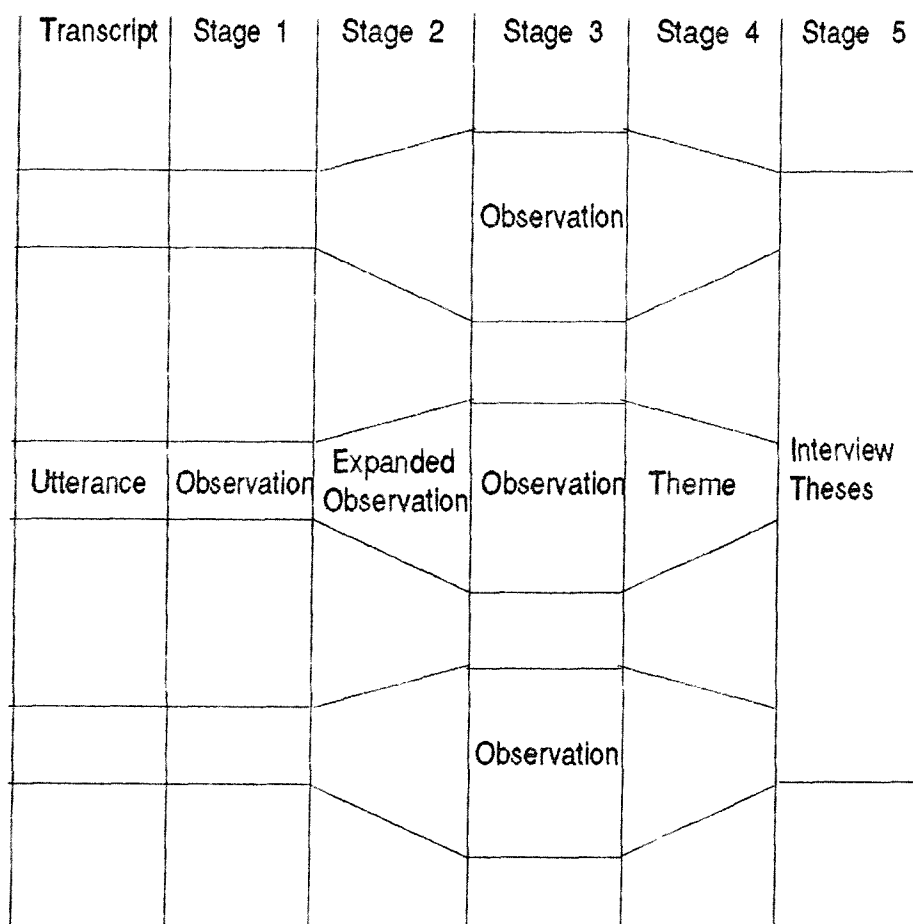 Transcript Stage 1 Stage 2 Stage 3 Stage 4 Stage 5
Observation
Utterance Observation Expanded Observation Observation Theme Interview Theses
Observation